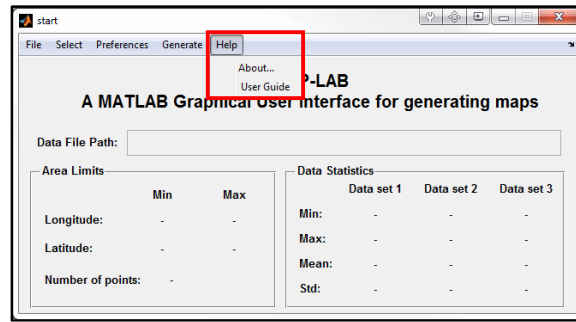 start
File Select Preferences Generate Help
About...
User Guide
P-LAB
A MATLAB Graphical User Interface for generating maps
Data File Path:
Area Limits
Min Max
Longitude: - -
Latitude: - -
Number of points: -
Data Statistics
Data set 1 Data set 2 Data set 3
Min: - - -
Max: - - -
Mean: - - -
Std: - - -